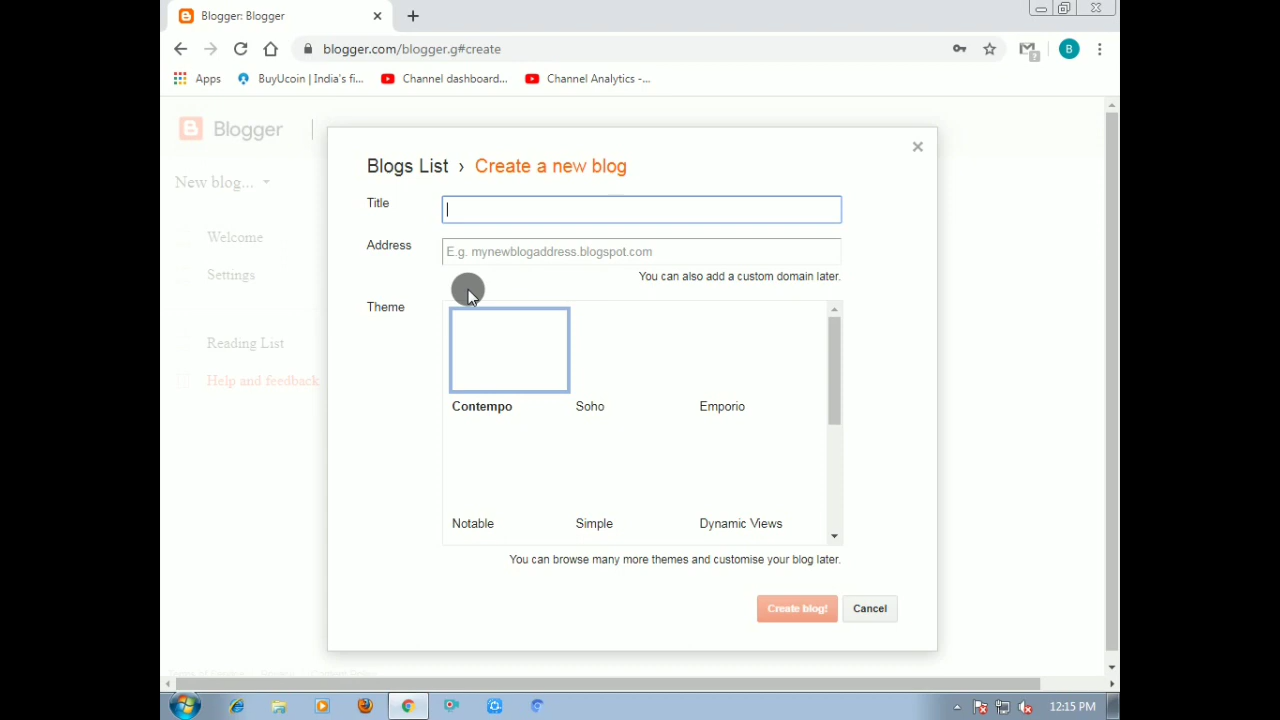 Blogger: Blogger
blogger.com/blogger.g#create
B
Apps BuyUcoin | India's fi... Channel dashboard... Channel Analytics -...
Blogger
New blog...
Welcome
Settings
Reading List
Help and feedback
Blogs List › Create a new blog
Title
Address E.g. mynewblogaddress.blogspot.com
You can also add a custom domain later.
Theme
Contempo Soho Emporio
Notable Simple Dynamic Views
You can browse many more themes and customise your blog later.
Create blog! Cancel
12:15 PM